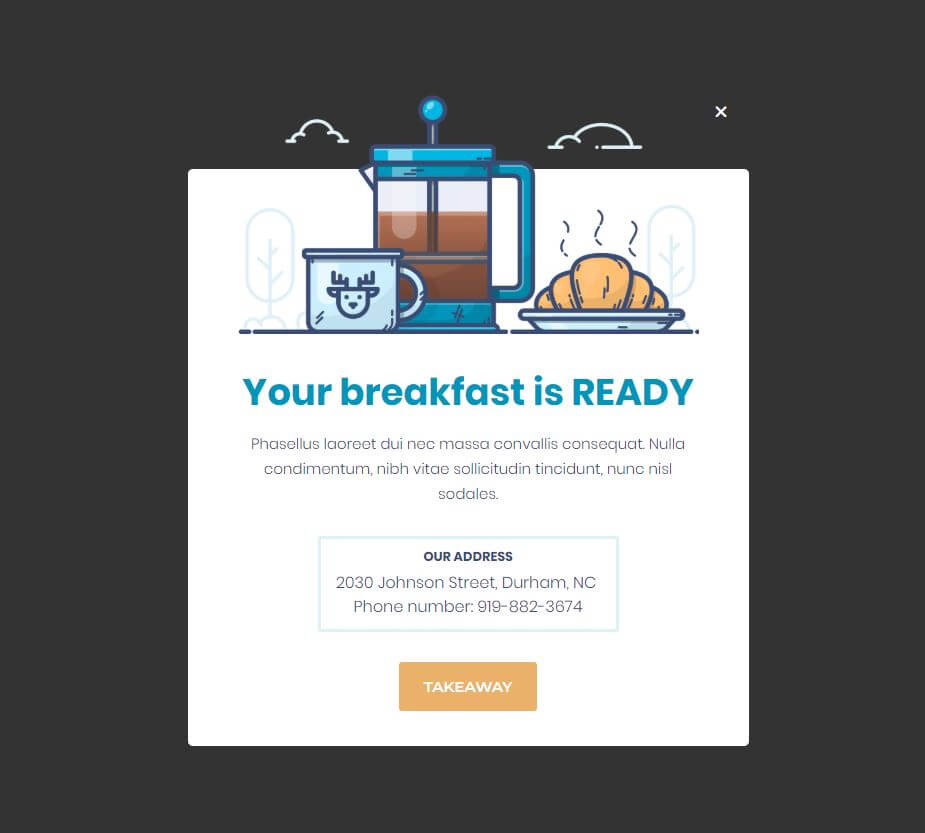 Your breakfast is READY
Phasellus laoreet dui nec massa convallis consequat. Nulla
condimentum, nibh vitae sollicitudin tincidunt, nunc nisl
sodales.
OUR ADDRESS
2030 Johnson Street, Durham, NC
Phone number: 919-882-3674
TAKEAWAY